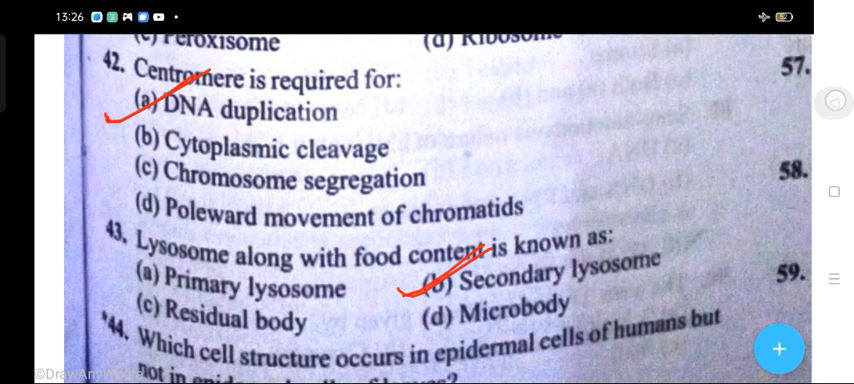 13:26
(c) Peroxisome (d) Ribosome
42. Centromere is required for: 57.
(a) DNA duplication
(b) Cytoplasmic cleavage
(c) Chromosome segregation 58.
(d) Poleward movement of chromatids
43. Lysosome along with food content is known as:
(a) Primary lysosome (b) Secondary lysosome 59.
(c) Residual body (d) Microbody
*44. Which cell structure occurs in epidermal cells of humans but
not in
©DrawAny